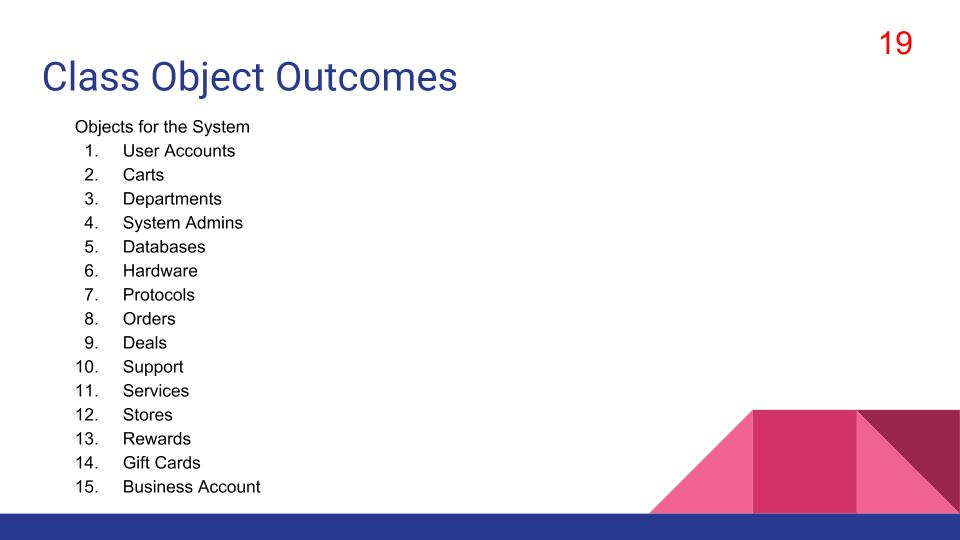 19
Class Object Outcomes
Objects for the System
1. User Accounts
2. Carts
3. Departments
4. System Admins
5. Databases
6. Hardware
7. Protocols
8. Orders
9. Deals
10. Support
11. Services
12. Stores
13. Rewards
14. Gift Cards
15. Business Account